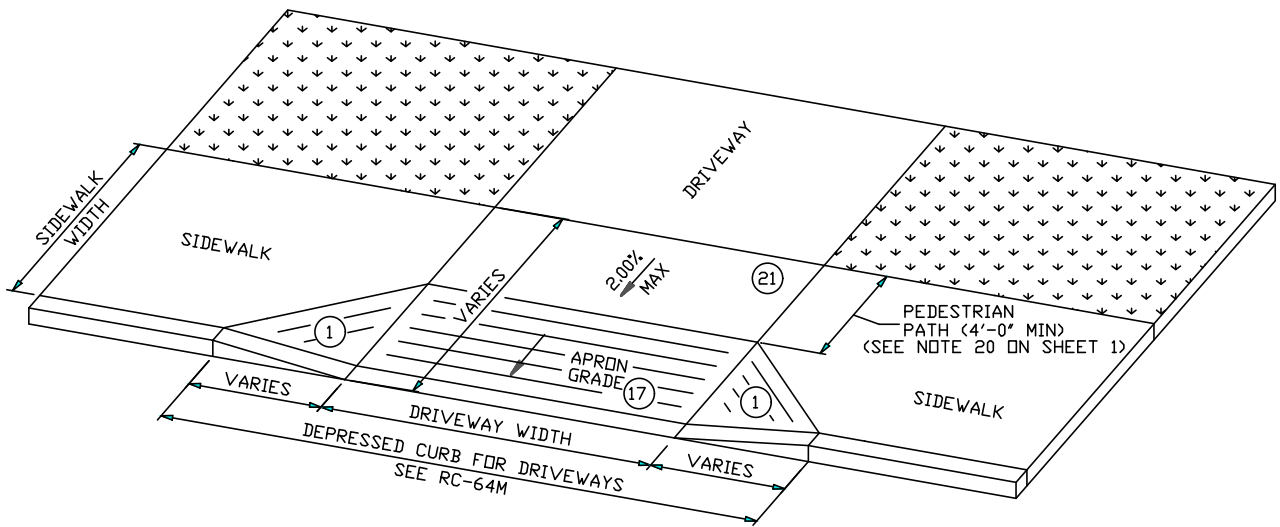 DRIVEWAY
SIDEWALK
WIDTH
SIDEWALK
VARIES
2.00%
MAX
21
PEDESTRIAN
PATH (4'-0" MIN)
(SEE NOTE 20 ON SHEET 1)
1
APRON
GRADE
17
1
SIDEWALK
VARIES
DRIVEWAY WIDTH
VARIES
DEPRESSED CURB FOR DRIVEWAYS
SEE RC-64M